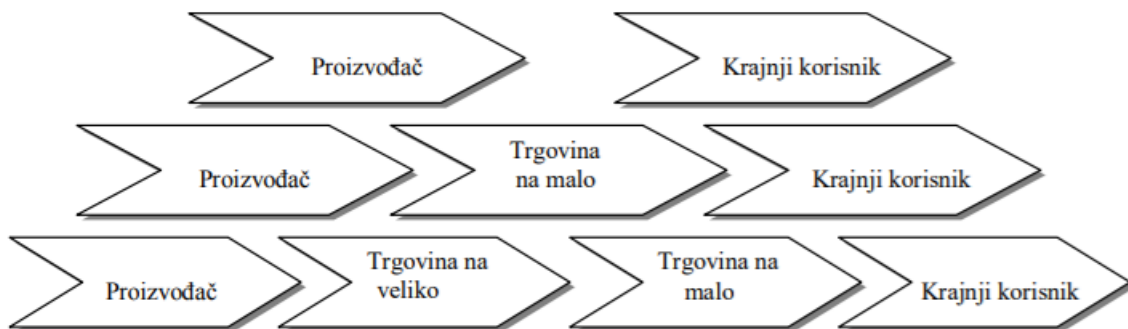 Proizvođač
Krajnji korisnik
Proizvođač
Trgovina
na malo
Krajnji korisnik
Proizvođač
Trgovina na
veliko
Trgovina na
malo
Krajnji korisnik